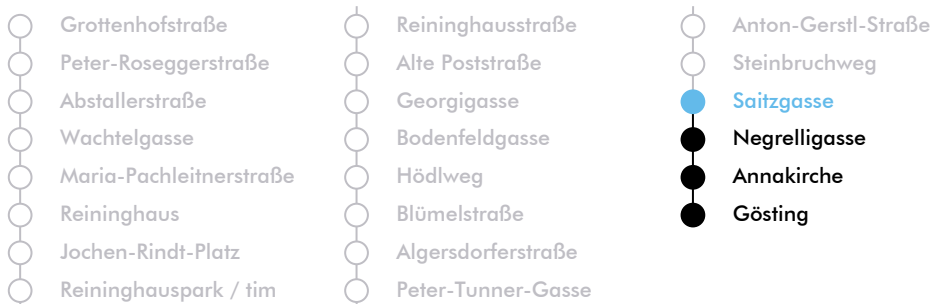 Grottenhofstraße
Peter-Roseggerstraße
Abstallerstraße
Wachtelgasse
Maria-Pachleitnerstraße
Reininghaus
Jochen-Rindt-Platz
Reininghauspark / tim
Reininghausstraße
Alte Poststraße
Georgigasse
Bodenfeldgasse
Hödlweg
Blümelstraße
Algersdorferstraße
Peter-Tunner-Gasse
Anton-Gerstl-Straße
Steinbruchweg
Saitzgasse
Negrelligasse
Annakirche
Gösting